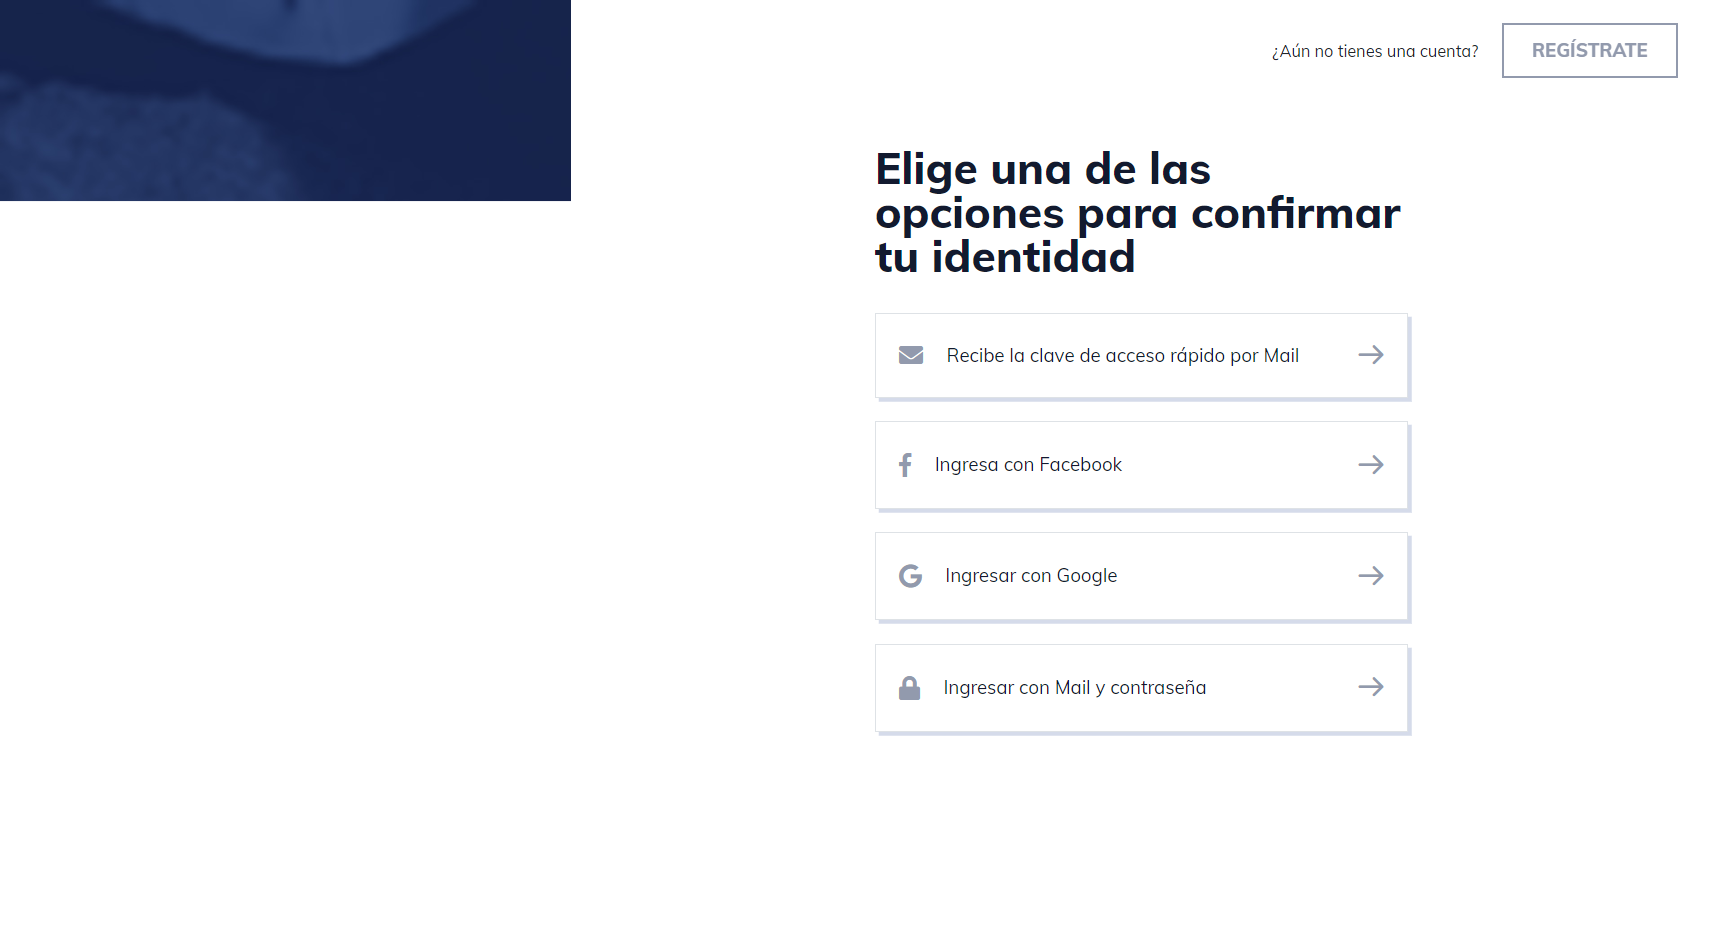 ¿Aún no tienes una cuenta?
REGÍSTRATE
Elige una de las
opciones para confirmar
tu identidad
Recibe la clave de acceso rápido por Mail
Ingresa con Facebook
Ingresar con Google
Ingresar con Mail y contraseña